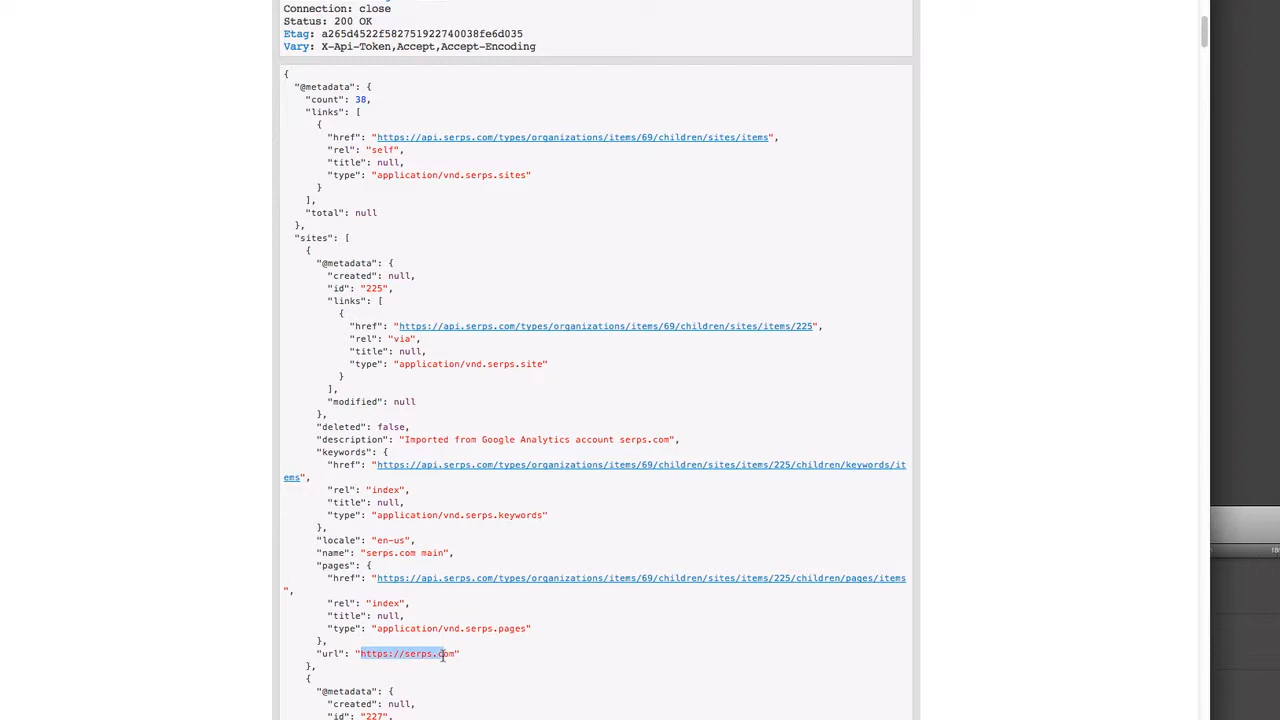 Connection: close
Status: 200 OK
Etag: a265d4522f582751922740038fe6d035
Vary: X-Api-Token,Accept,Accept-Encoding
{
"@metadata": {
"count": 38,
"links": [
{
"href": "https://api.serps.com/types/organizations/items/69/children/sites/items",
"rel": "self",
"title": null,
"type": "application/vnd.serps.sites"
}
],
"total": null
},
"sites": [
{
"@metadata": {
"created": null,
"id": "225",
"links": [
{
"href": "https://api.serps.com/types/organizations/items/69/children/sites/items/225",
"rel": "via",
"title": null,
"type": "application/vnd.serps.site"
}
],
"modified": null
},
"deleted": false,
"description": "Imported from Google Analytics account serps.com",
"keywords": {
"href": "https://api.serps.com/types/organizations/items/69/children/sites/items/225/children/keywords/it
ems",
"rel": "index",
"title": null,
"type": "application/vnd.serps.keywords"
},
"locale": "en-us",
"name": "serps.com main",
"pages": {
"href": "https://api.serps.com/types/organizations/items/69/children/sites/items/225/children/pages/items
",
"rel": "index",
"title": null,
"type": "application/vnd.serps.pages"
},
"url": "https://serps.com"
},
{
"@metadata": {
"created": null,
"id": "227",